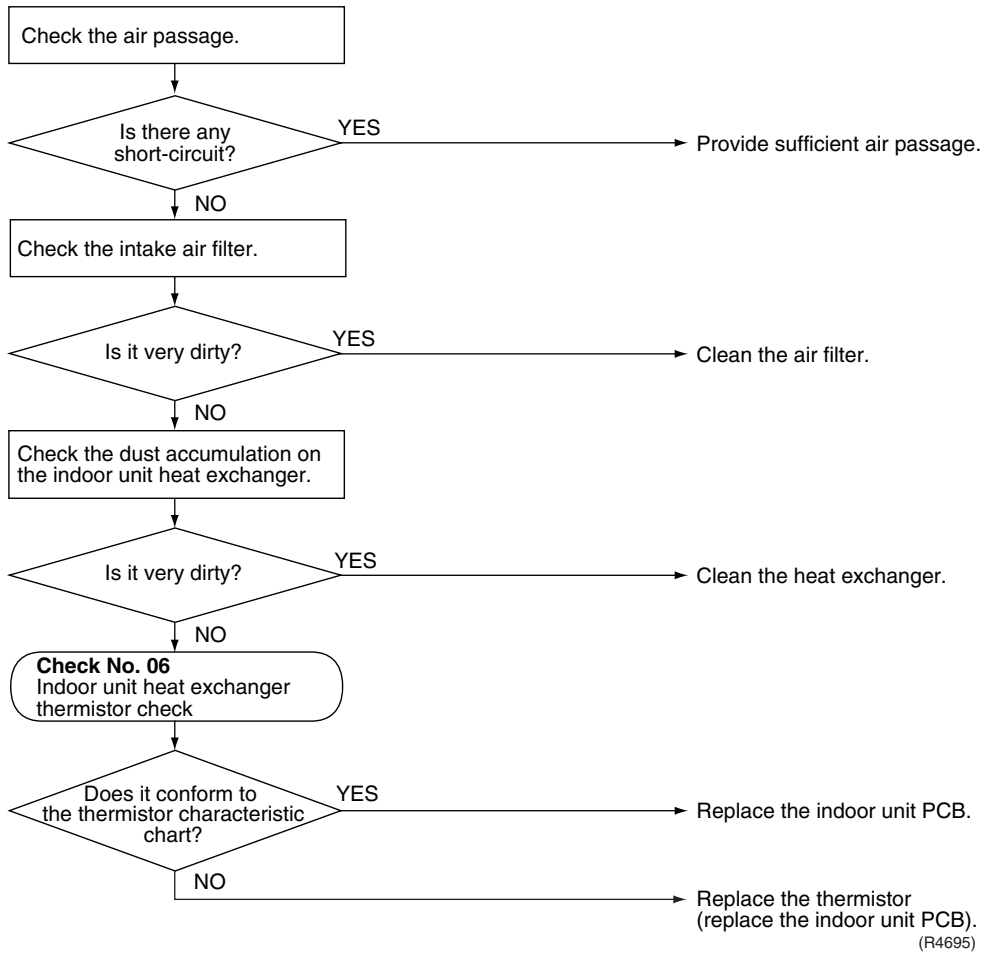 Check the air passage.
Is there any
short-circuit?
YES
Provide sufficient air passage.
NO
Check the intake air filter.
Is it very dirty?
YES
Clean the air filter.
NO
Check the dust accumulation on
the indoor unit heat exchanger.
Is it very dirty?
YES
Clean the heat exchanger.
NO
Check No. 06
Indoor unit heat exchanger
thermistor check
Does it conform to
the thermistor characteristic
chart?
YES
Replace the indoor unit PCB.
NO
Replace the thermistor
(replace the indoor unit PCB).
(R4695)